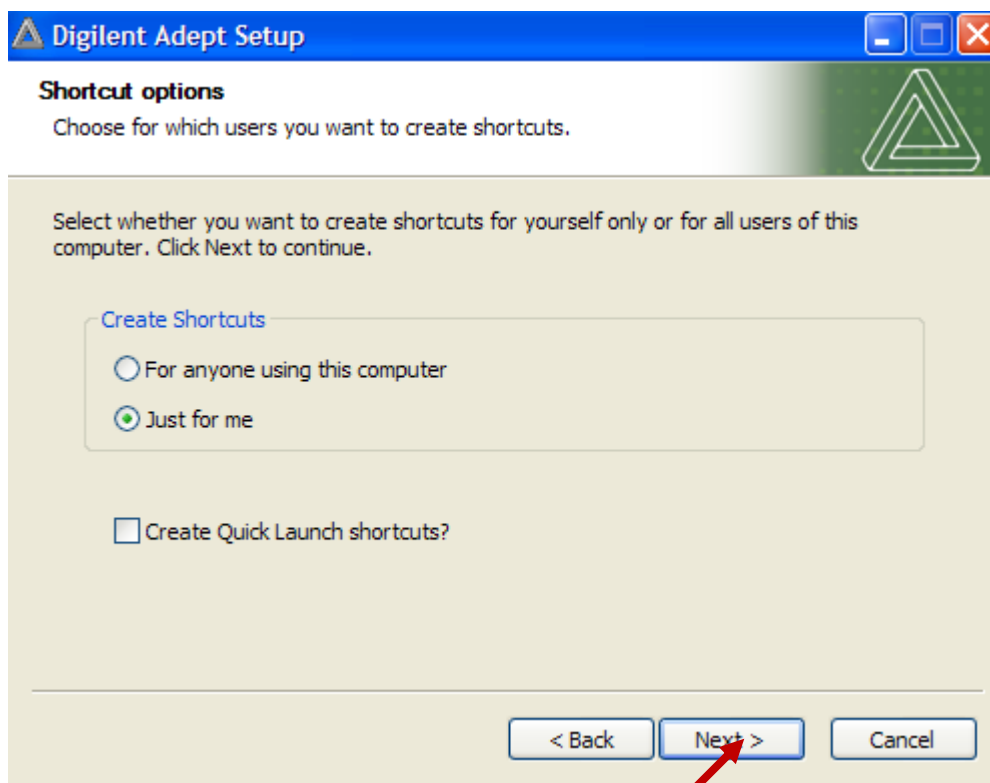 Digilent Adept Setup
Shortcut options
Choose for which users you want to create shortcuts.
Select whether you want to create shortcuts for yourself only or for all users of this
computer. Click Next to continue.
Create Shortcuts
For anyone using this computer
Just for me
Create Quick Launch shortcuts?
< Back Next > Cancel